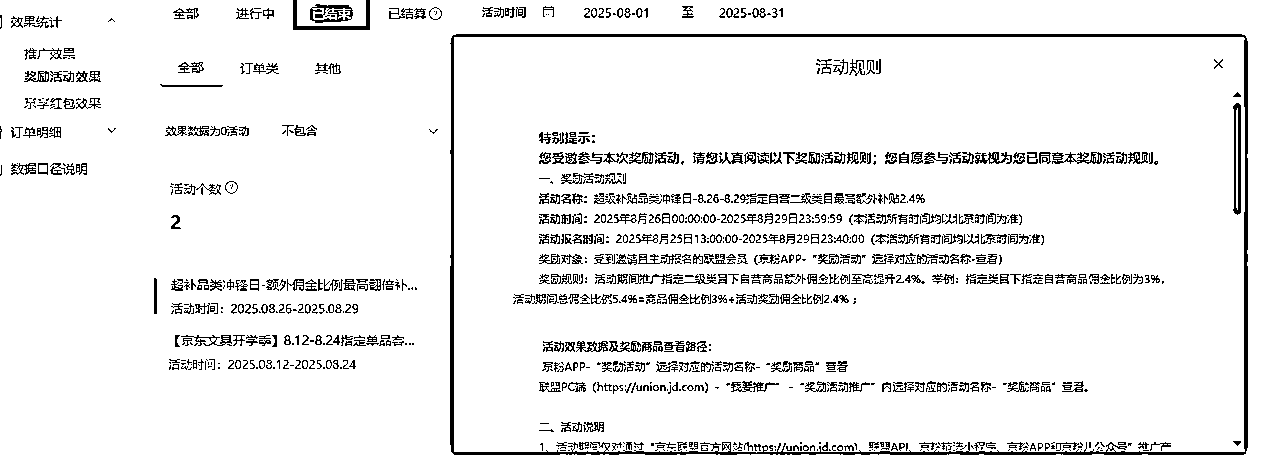 效果统计
推广效果
奖励活动效果
京享红包效果
订单明细
数据口径说明
全部 进行中 已结束 已结算 活动时间 2025-08-01 至 2025-08-31
全部 订单类 其他
效果数据为0活动 不包含
活动个数
2
超补品类冲锋日-额外佣金比例最高翻倍补...
活动时间：2025.08.26-2025.08.29
【京东文具开学季】8.12-8.24指定单品套...
活动时间：2025.08.12-2025.08.24
活动规则
特别提示：
您受邀参与本次奖励活动，请您认真阅读以下奖励活动规则；您自愿参与活动就视为您已同意本奖励活动规则。
一、奖励活动规则
活动名称：超级补贴品类冲锋日-8.26-8.29指定自营二级类目最高额外补贴2.4%
活动时间：2025年8月26日00:00:00-2025年8月29日23:59:59（本活动所有时间均以北京时间为准）
活动报名时间：2025年8月25日13:00:00-2025年8月29日23:40:00（本活动所有时间均以北京时间为准）
奖励对象：受到邀请且主动报名的联盟会员（京粉APP-“奖励活动”选择对应的活动名称-查看）
奖励规则：活动期间推广指定二级类目下自营商品额外佣金比例至高提升2.4%。举例：指定类目下指定自营商品佣金比例为3%，
活动期间总佣金比例5.4%=商品佣金比例3%+活动奖励佣金比例2.4%；
活动效果数据及奖励商品查看路径：
京粉APP-“奖励活动”选择对应的活动名称-“奖励商品”查看
联盟PC端（https://union.jd.com）-“我要推广”-“奖励活动推广”内选择对应的活动名称-“奖励商品”查看。
二、活动说明
1、活动期间仅对通过“京东联盟官方网站(https://union.jd.com)、联盟API、京粉精选小程序、京粉APP和京粉儿公众号”推广产